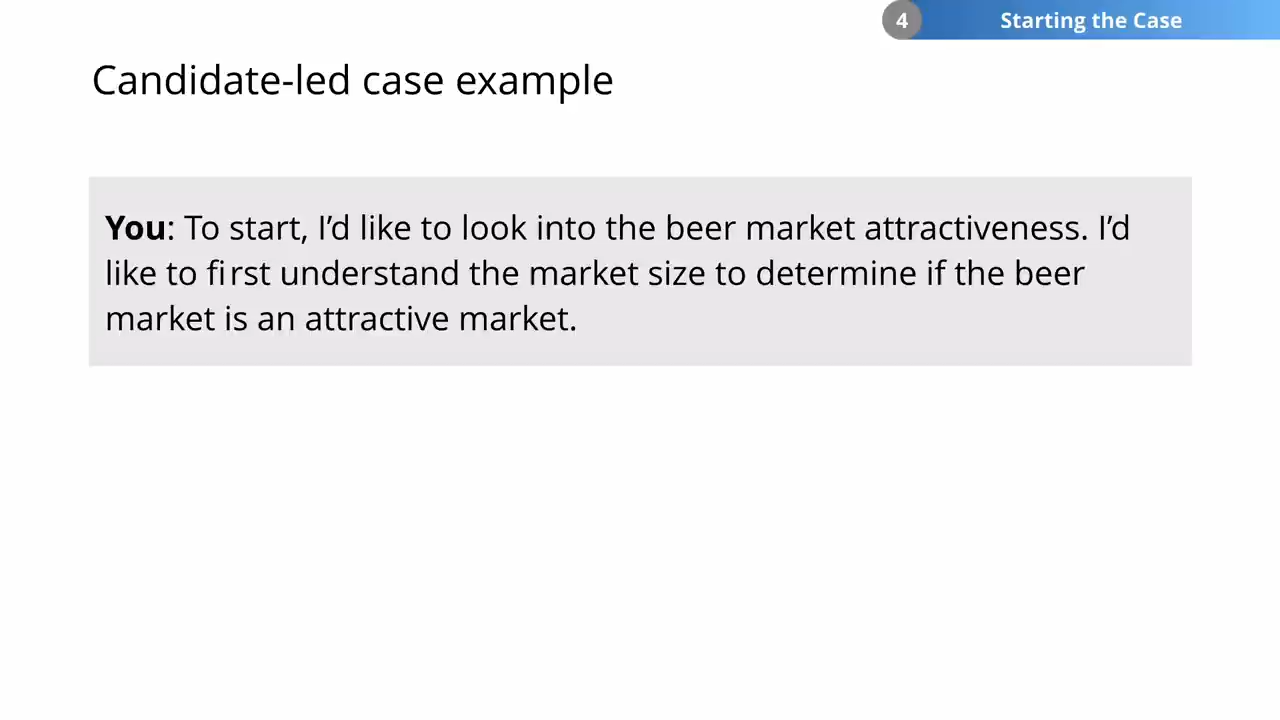 4
Starting the Case
Candidate-led case example
You: To start, I’d like to look into the beer market attractiveness. I’d
like to first understand the market size to determine if the beer
market is an attractive market.